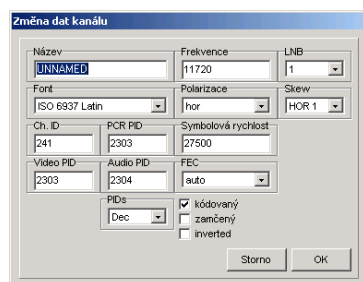 Změna dat kanálu
Název Frekvence LNB
UNNAMED 11720 1
Font Polarizace Skew
ISO 6937 Latin hor HOR 1
Ch. ID PCR PID Symbolová rychlost
241 2303 27500
Video PID Audio PID FEC
2303 2304 auto
PIDs kódovaný
Dec zamčený
inverted
Storno OK